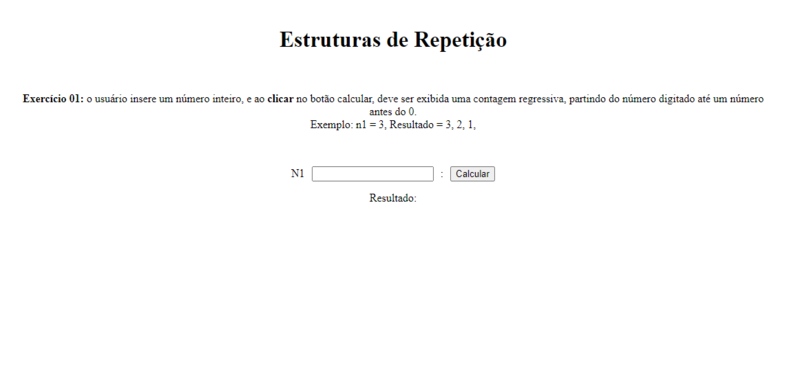 Estruturas de Repetição
Exercício 01: o usuário insere um número inteiro, e ao clicar no botão calcular, deve ser exibida uma contagem regressiva, partindo do número digitado até um número
antes do 0.
Exemplo: n1 = 3, Resultado = 3, 2, 1,
N1 : Calcular
Resultado: